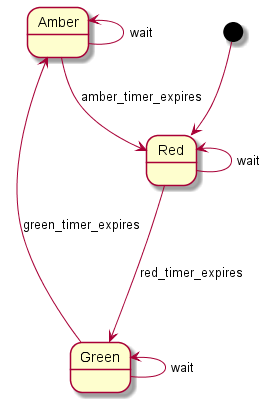 Amber
wait
amber_timer_expires
Red
wait
green_timer_expires
red_timer_expires
Green
wait